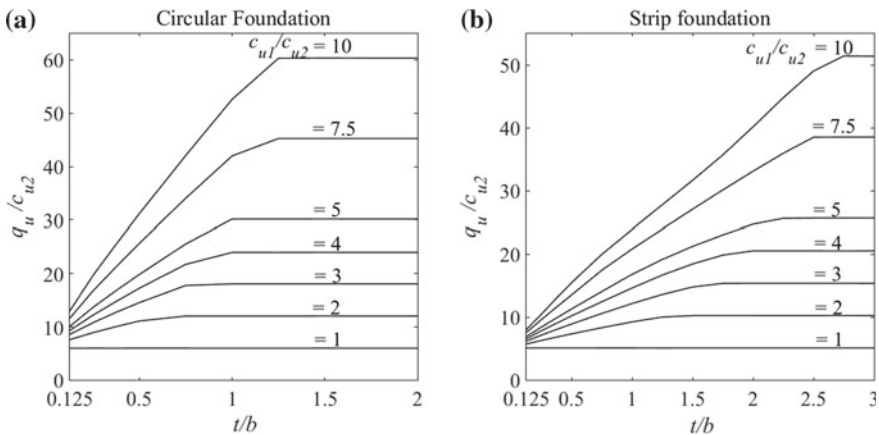 (a) Circular Foundation
c_u1/c_u2 = 10
= 7.5
= 5
= 4
= 3
= 2
= 1
60
50
40
30
20
10
0
q_u/c_u2
0.125 0.5 1 1.5 2
t/b
(b) Strip foundation
c_u1/c_u2 = 10
= 7.5
= 5
= 4
= 3
= 2
= 1
50
40
30
20
10
0
q_u/c_u2
0.125 0.5 1 1.5 2 2.5 3
t/b